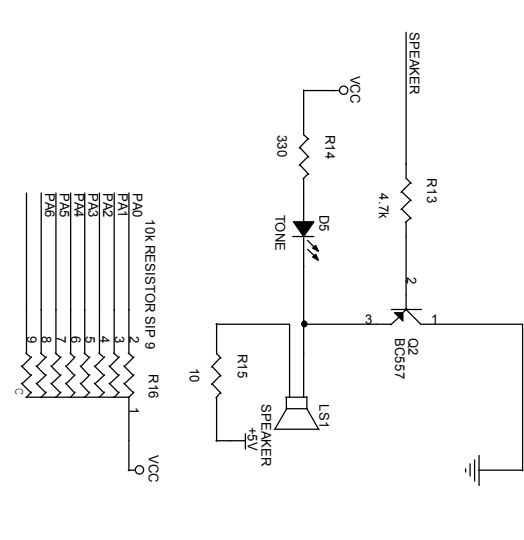 SPEAKER
R13
4.7k
2
1
3
Q2
BC557
VCC
R14
330
D5
TONE
LS1
SPEAKER
R15
10
+5V
10k RESISTOR SIP 9
PA0
PA1
PA2
PA3
PA4
PA5
PA6
2
3
4
5
6
7
8
9
R16
1
C
VCC